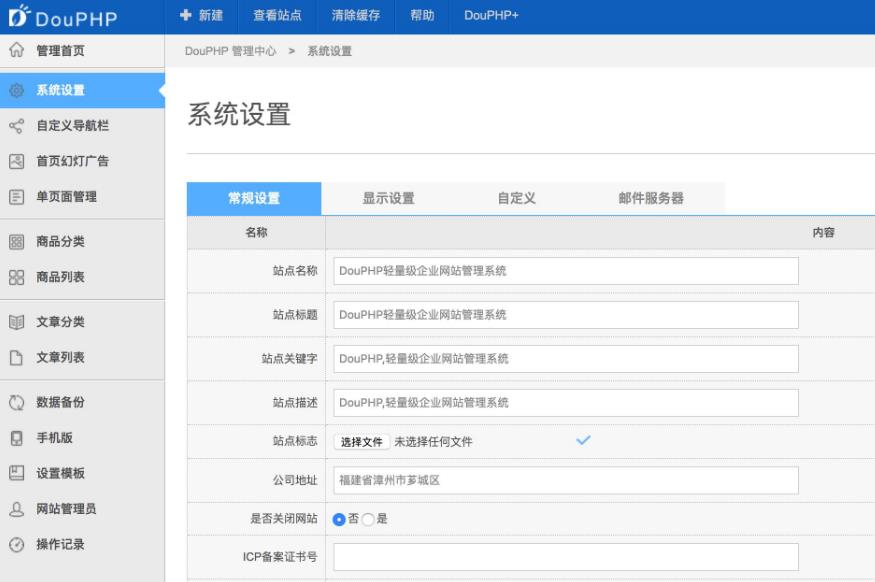 DouPHP
新建 查看站点 清除缓存 帮助 DouPHP+
管理首页
DouPHP 管理中心 > 系统设置
系统设置
自定义导航栏
首页幻灯广告
单页面管理
商品分类
商品列表
文章分类
文章列表
数据备份
手机版
设置模板
网站管理员
操作记录
系统设置
常规设置 显示设置 自定义 邮件服务器
名称 内容
站点名称 DouPHP轻量级企业网站管理系统
站点标题 DouPHP轻量级企业网站管理系统
站点关键字 DouPHP,轻量级企业网站管理系统
站点描述 DouPHP,轻量级企业网站管理系统
站点标志 选择文件 未选择任何文件
公司地址 福建省漳州市芗城区
是否关闭网站 否 是
ICP备案证书号